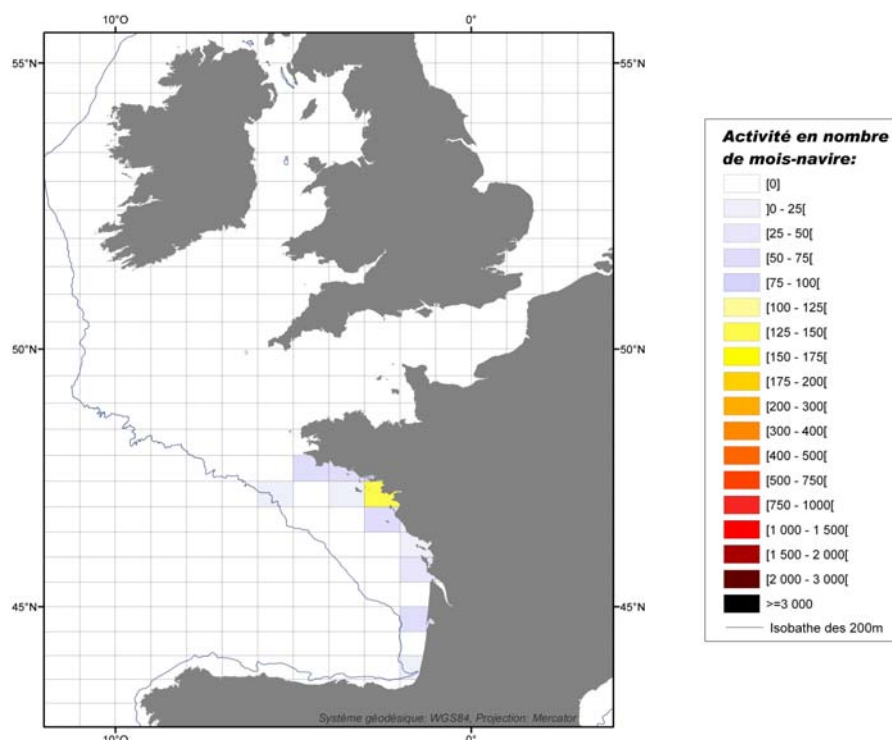 10°O
0°
55°N
55°N
50°N
50°N
45°N
45°N
Système géodésique: WGS84, Projection: Mercator
10°O
0°
Activité en nombre
de mois-navire:
[0]
]0 - 25[
[25 - 50[
[50 - 75[
[75 - 100[
[100 - 125[
[125 - 150[
[150 - 175[
[175 - 200[
[200 - 300[
[300 - 400[
[400 - 500[
[500 - 750[
[750 - 1000[
[1 000 - 1 500[
[1 500 - 2 000[
[2 000 - 3 000[
>=3 000
Isobathe des 200m